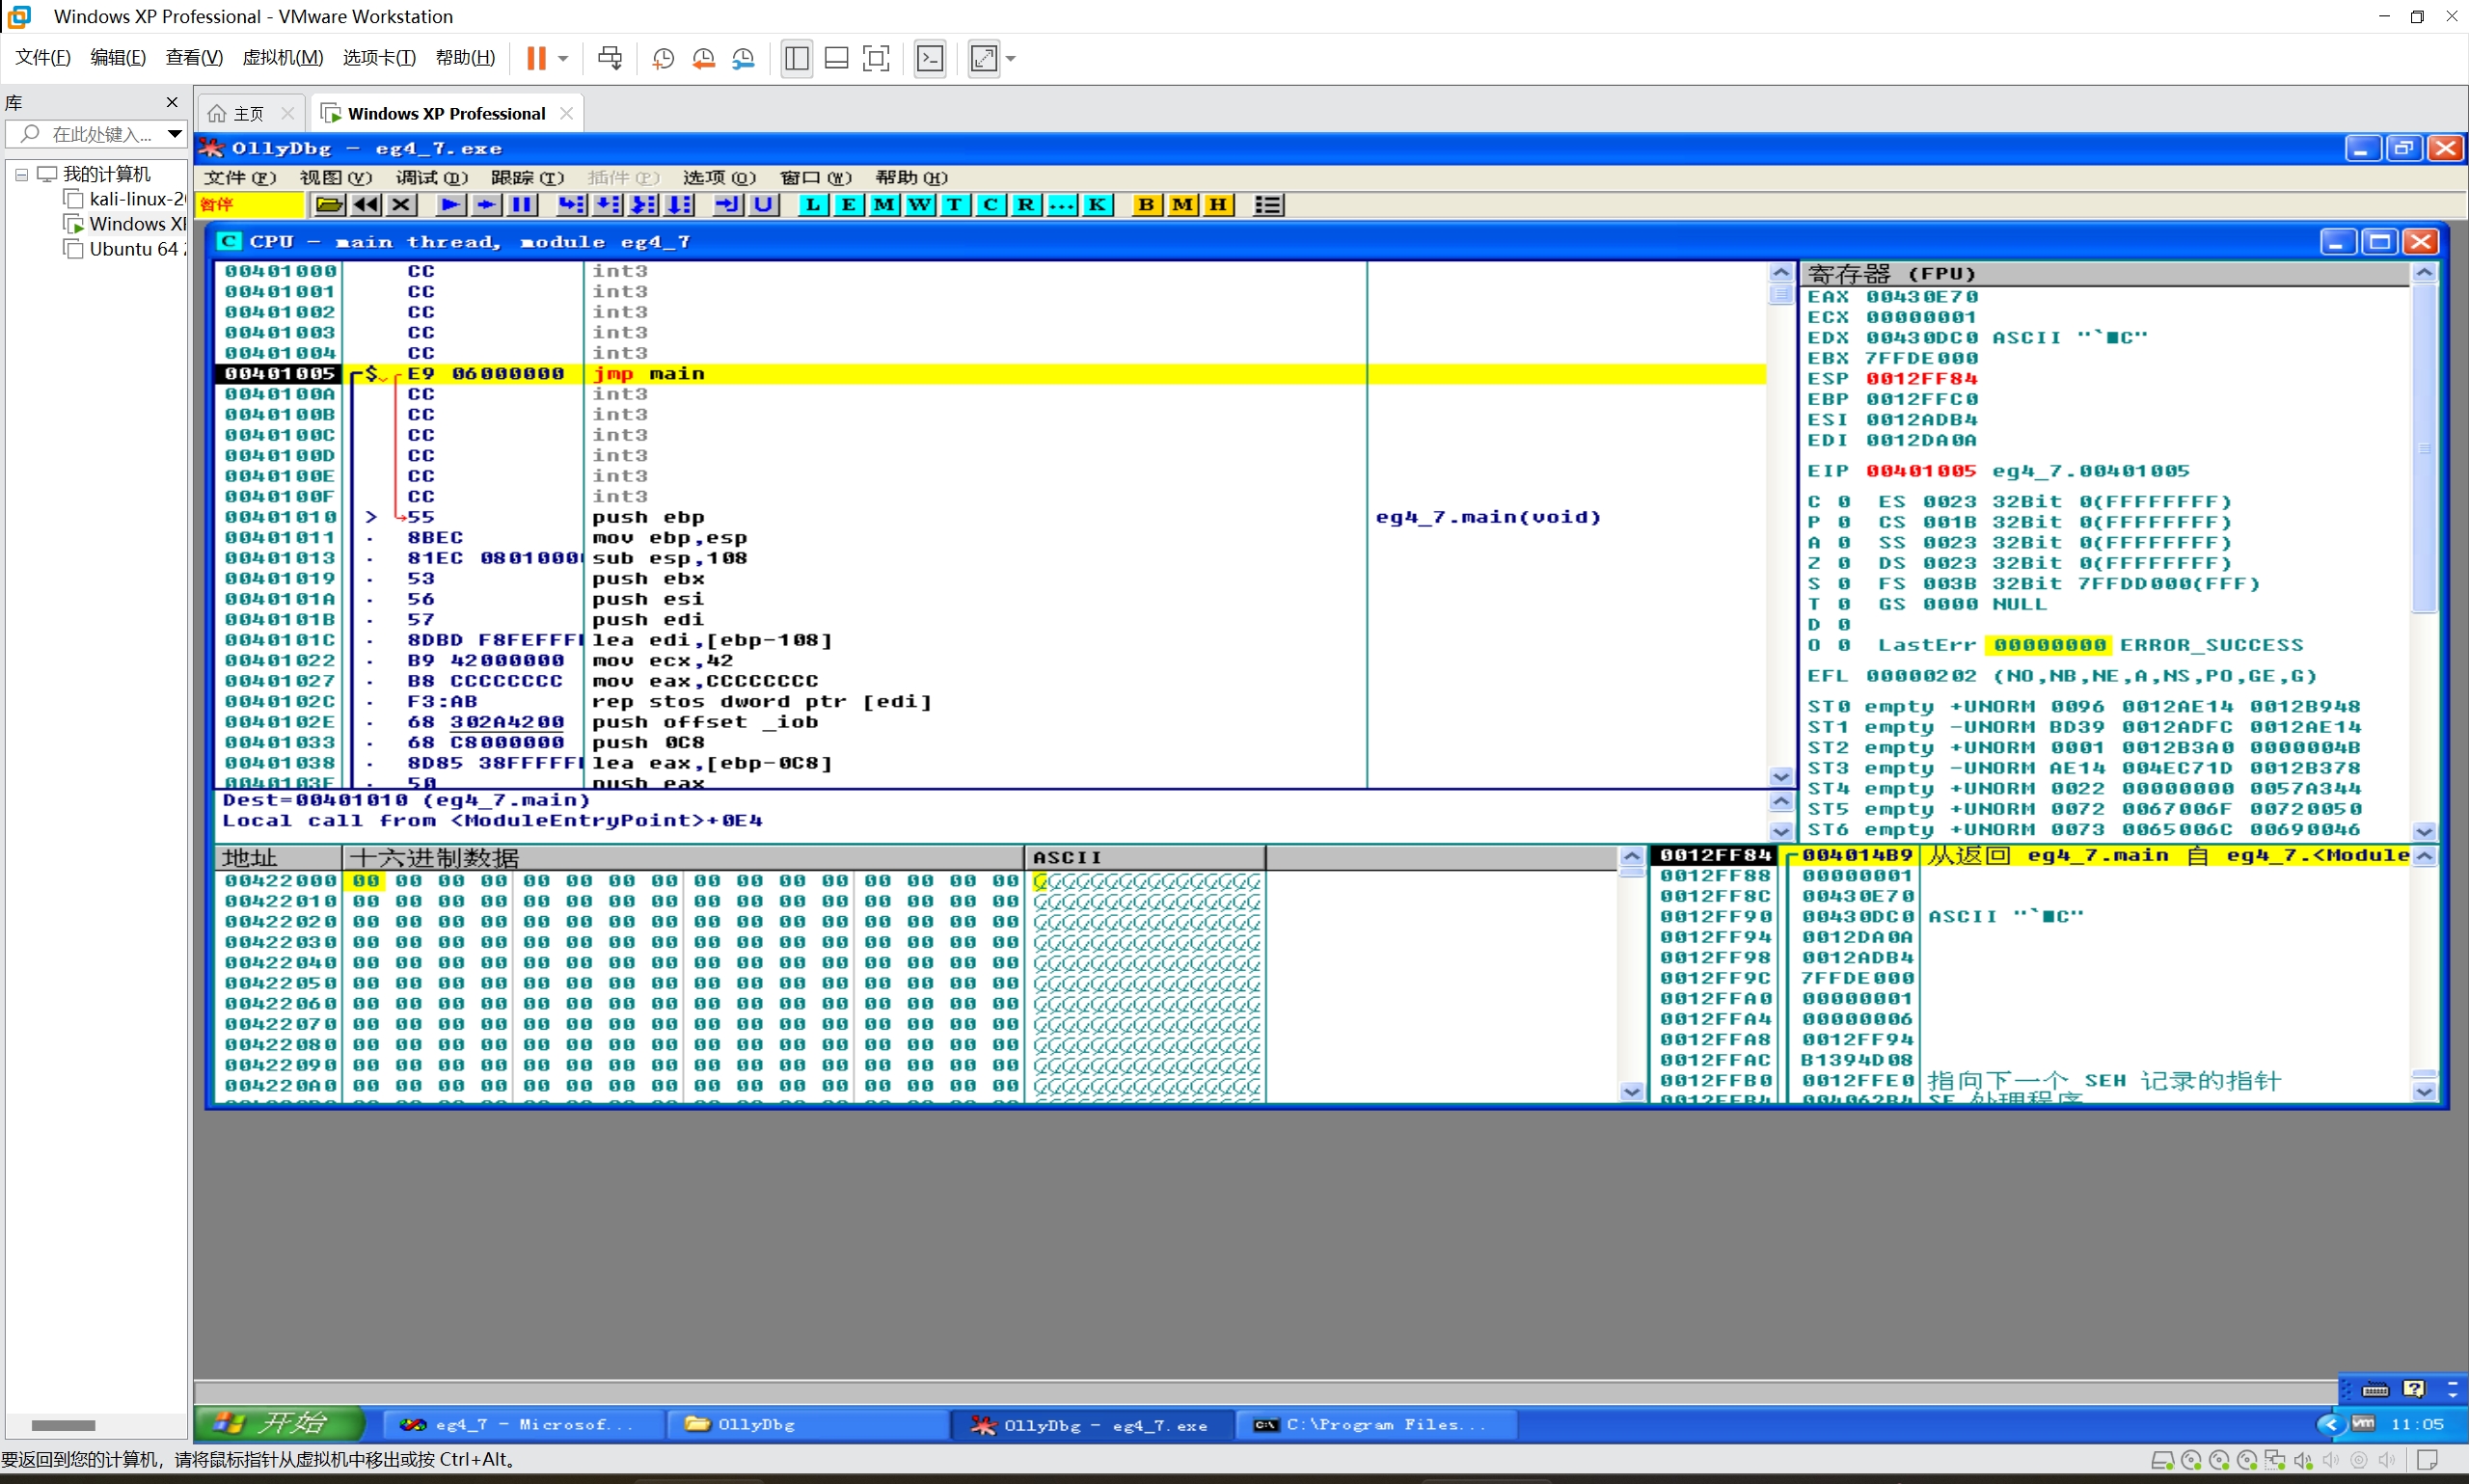 Windows XP Professional - VMware Workstation
文件(F) 编辑(E) 查看(V) 虚拟机(M) 选项卡(T) 帮助(H)
库
在此处键入...
我的计算机
kali-linux-2
Windows XI
Ubuntu 64
主页
Windows XP Professional
OllyDbg - eg4_7.exe
文件(F) 视图(V) 调试(D) 跟踪(T) 插件(P) 选项(O) 窗口(W) 帮助(H)
暂停 L E M W T C R ... K B M H
C CPU - main thread, module eg4_7
00401000 CC int3
00401001 CC int3
00401002 CC int3
00401003 CC int3
00401004 CC int3
00401005 $ E9 06000000 jmp main
0040100A CC int3
0040100B CC int3
0040100C CC int3
0040100D CC int3
0040100E CC int3
0040100F CC int3
00401010 > 55 push ebp eg4_7.main(void)
00401011 . 8BEC mov ebp,esp
00401013 . 81EC 0801000 sub esp,108
00401019 . 53 push ebx
0040101A . 56 push esi
0040101B . 57 push edi
0040101C . 8DBD F8FEFFF lea edi,[ebp-108]
00401022 . B9 42000000 mov ecx,42
00401027 . B8 CCCCCCCC mov eax,CCCCCCCC
0040102C . F3:AB rep stos dword ptr [edi]
0040102E . 68 302A4200 push offset _iob
00401033 . 68 C8000000 push 0C8
00401038 . 8D85 38FFFFF lea eax,[ebp-0C8]
0040103E . 50 push eax
Dest=00401010 (eg4_7.main)
Local call from <ModuleEntryPoint>+0E4
寄存器 (FPU)
EAX 00430E70
ECX 00000001
EDX 00430DC0 ASCII "`■C"
EBX 7FFDE000
ESP 0012FF84
EBP 0012FFC0
ESI 0012ADB4
EDI 0012DA0A
EIP 00401005 eg4_7.00401005
C 0 ES 0023 32Bit 0(FFFFFFFF)
P 0 CS 001B 32Bit 0(FFFFFFFF)
A 0 SS 0023 32Bit 0(FFFFFFFF)
Z 0 DS 0023 32Bit 0(FFFFFFFF)
S 0 FS 003B 32Bit 7FFDD000(FFF)
T 0 GS 0000 NULL
D 0
O 0 LastErr 00000000 ERROR_SUCCESS
EFL 00000202 (NO,NB,NE,A,NS,PO,GE,G)
ST0 empty +UNORM 0096 0012AE14 0012B948
ST1 empty -UNORM BD39 0012ADFC 0012AE14
ST2 empty +UNORM 0001 0012B3A0 0000004B
ST3 empty -UNORM AE14 004EC71D 0012B378
ST4 empty +UNORM 0022 00000000 0057A344
ST5 empty +UNORM 0072 0067006F 00720050
ST6 empty +UNORM 0073 0065006C 00690046
地址 十六进制数据 ASCII
00422000 00 00 00 00 00 00 00 00 00 00 00 00 00 00 00 00
00422010 00 00 00 00 00 00 00 00 00 00 00 00 00 00 00 00
00422020 00 00 00 00 00 00 00 00 00 00 00 00 00 00 00 00
00422030 00 00 00 00 00 00 00 00 00 00 00 00 00 00 00 00
00422040 00 00 00 00 00 00 00 00 00 00 00 00 00 00 00 00
00422050 00 00 00 00 00 00 00 00 00 00 00 00 00 00 00 00
00422060 00 00 00 00 00 00 00 00 00 00 00 00 00 00 00 00
00422070 00 00 00 00 00 00 00 00 00 00 00 00 00 00 00 00
00422080 00 00 00 00 00 00 00 00 00 00 00 00 00 00 00 00
00422090 00 00 00 00 00 00 00 00 00 00 00 00 00 00 00 00
004220A0 00 00 00 00 00 00 00 00 00 00 00 00 00 00 00 00
0012FF84 004014B9 从返回 eg4_7.main 自 eg4_7.<Module
0012FF88 00000001
0012FF8C 00430E70
0012FF90 00430DC0 ASCII "`■C"
0012FF94 0012DA0A
0012FF98 0012ADB4
0012FF9C 7FFDE000
0012FFA0 00000001
0012FFA4 00000006
0012FFA8 0012FF94
0012FFAC B1394D08
0012FFB0 0012FFE0 指向下一个 SEH 记录的指针
0012FFB4 004062B4 SE 处理程序
开始 eg4_7 - Microsof... OllyDbg OllyDbg - eg4_7.exe C:\Program Files... 11:05
要返回到您的计算机，请将鼠标指针从虚拟机中移出或按 Ctrl+Alt。